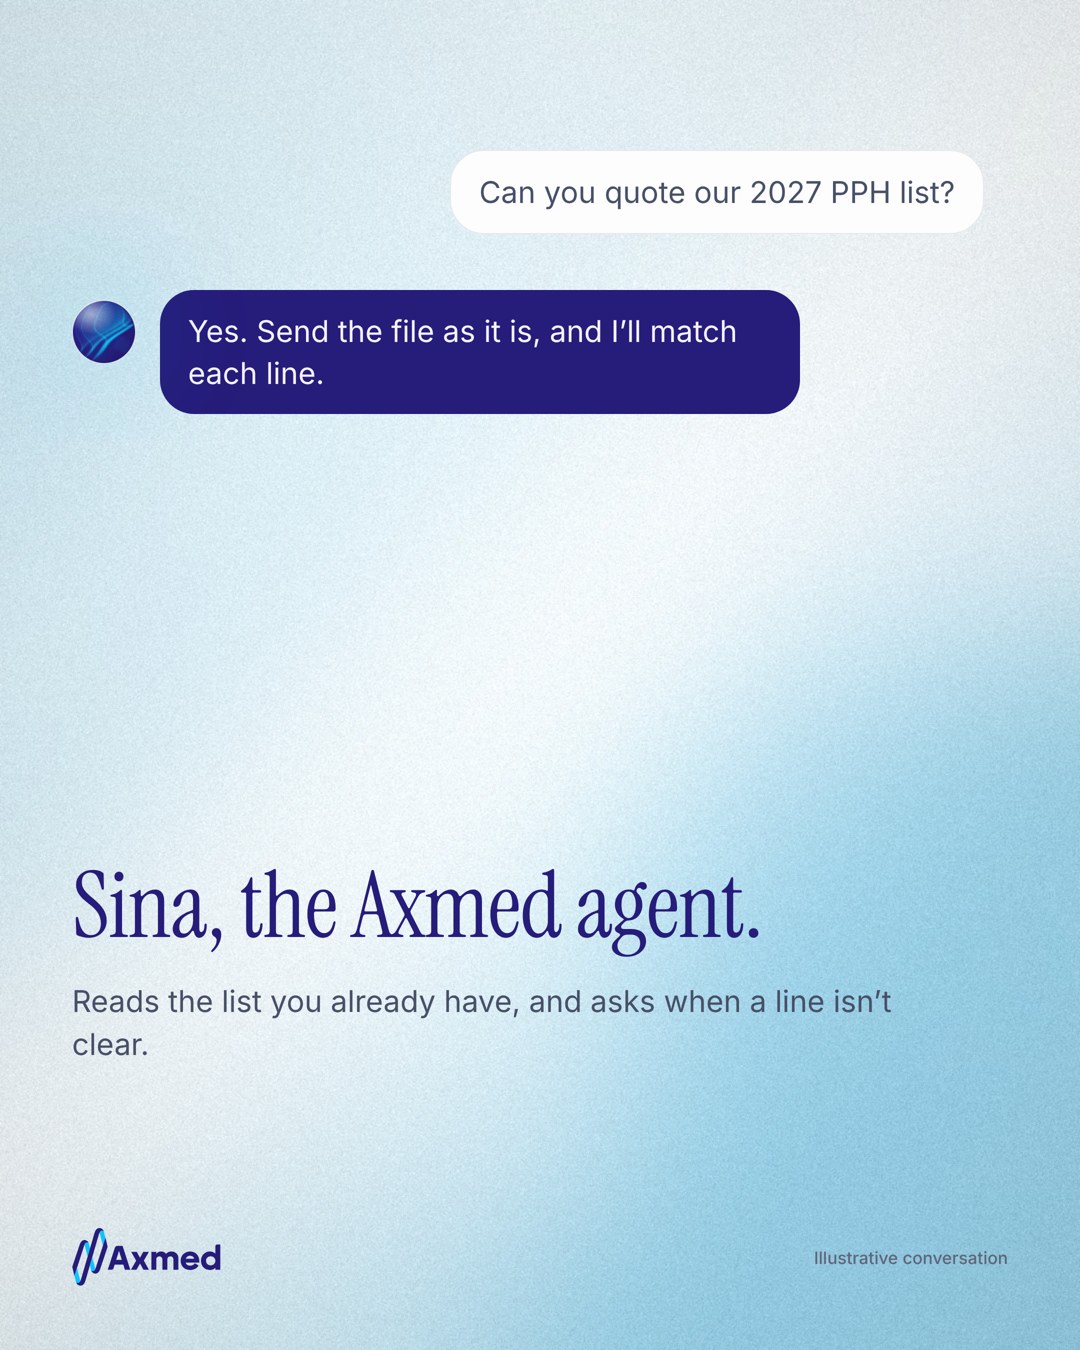 Can you quote our 2027 PPH list?
Yes. Send the file as it is, and I’ll match
each line.
Sina, the Axmed agent.
Reads the list you already have, and asks when a line isn’t
clear.
Axmed
Illustrative conversation